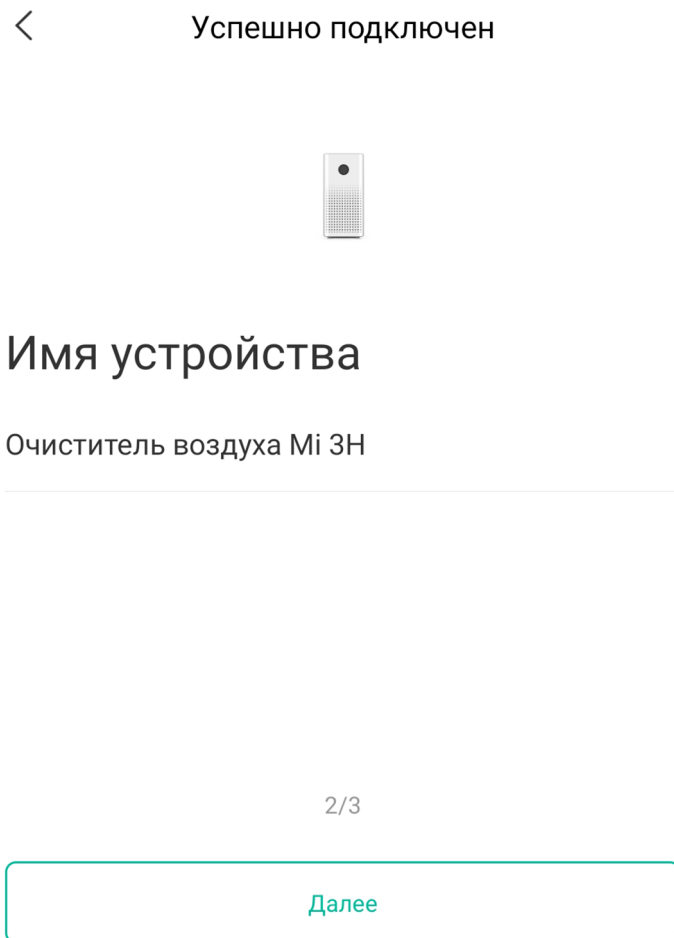 Успешно подключен
Имя устройства
Очиститель воздуха Mi 3H
2/3
Далее